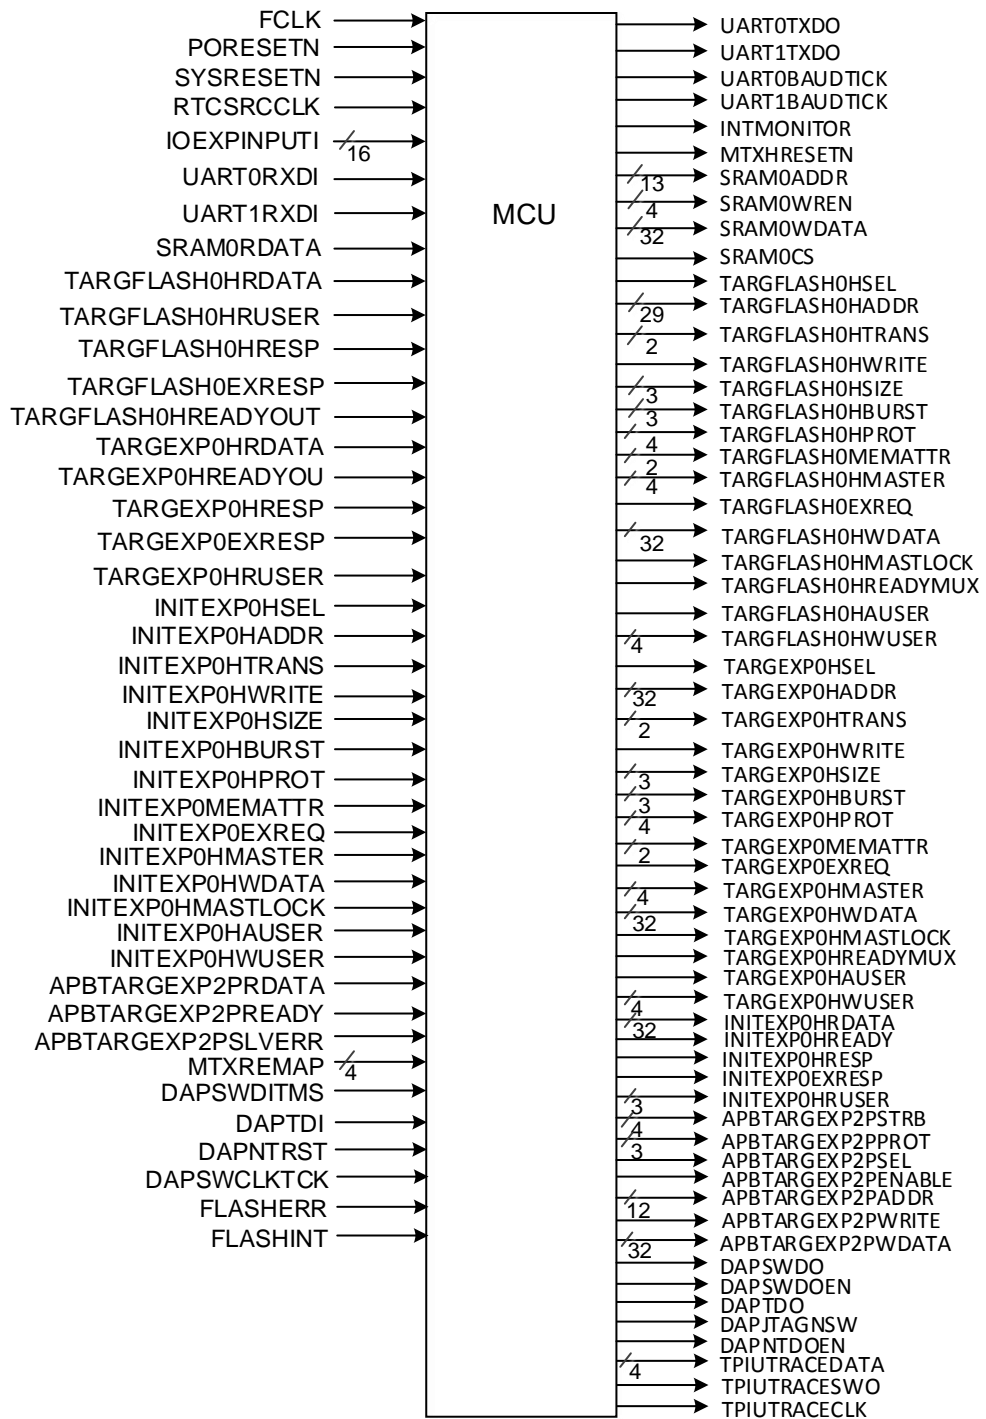 FCLK
PORESETN
SYSRESETN
RTCSRCCLK
IOEXPINPUTI
16
UART0RXDI
UART1RXDI
SRAM0RDATA
TARGFLASH0HRDATA
TARGFLASH0HRUSER
TARGFLASH0HRESP
TARGFLASH0EXRESP
TARGFLASH0HREADYOUT
TARGEXP0HRDATA
TARGEXP0HREADYOU
TARGEXP0HRESP
TARGEXP0EXRESP
TARGEXP0HRUSER
INITEXP0HSEL
INITEXP0HADDR
INITEXP0HTRANS
INITEXP0HWRITE
INITEXP0HSIZE
INITEXP0HBURST
INITEXP0HPROT
INITEXP0MEMATTR
INITEXP0EXREQ
INITEXP0HMASTER
INITEXP0HWDATA
INITEXP0HMASTLOCK
INITEXP0HAUSER
INITEXP0HWUSER
APBTARGEXP2PRDATA
APBTARGEXP2PREADY
APBTARGEXP2PSLVERR
MTXREMAP
4
DAPSWDITMS
DAPTDI
DAPNTRST
DAPSWCLKTCK
FLASHERR
FLASHINT
MCU
UART0TXDO
UART1TXDO
UART0BAUDTICK
UART1BAUDTICK
INTMONITOR
MTXHRESETN
SRAM0ADDR
13
SRAM0WREN
4
SRAM0WDATA
32
SRAM0CS
TARGFLASH0HSEL
TARGFLASH0HADDR
29
TARGFLASH0HTRANS
2
TARGFLASH0HWRITE
TARGFLASH0HSIZE
3
TARGFLASH0HBURST
3
TARGFLASH0HPROT
4
TARGFLASH0MEMATTR
2
TARGFLASH0HMASTER
4
TARGFLASH0EXREQ
TARGFLASH0HWDATA
32
TARGFLASH0HMASTLOCK
TARGFLASH0HREADYMUX
TARGFLASH0HAUSER
TARGFLASH0HWUSER
4
TARGEXP0HSEL
TARGEXP0HADDR
32
TARGEXP0HTRANS
2
TARGEXP0HWRITE
TARGEXP0HSIZE
3
TARGEXP0HBURST
3
TARGEXP0HPROT
4
TARGEXP0MEMATTR
2
TARGEXP0EXREQ
TARGEXP0HMASTER
4
TARGEXP0HWDATA
32
TARGEXP0HMASTLOCK
TARGEXP0HREADYMUX
TARGEXP0HAUSER
TARGEXP0HWUSER
4
INITEXP0HRDATA
32
INITEXP0HREADY
INITEXP0HRESP
INITEXP0EXRESP
INITEXP0HRUSER
3
APBTARGEXP2PSTRB
4
APBTARGEXP2PPROT
3
APBTARGEXP2PSEL
APBTARGEXP2PENABLE
APBTARGEXP2PADDR
12
APBTARGEXP2PWRITE
APBTARGEXP2PWDATA
32
DAPSWDO
DAPSWDOEN
DAPTDO
DAPJTAGNSW
DAPNTDOEN
TPIUTRACEDATA
4
TPIUTRACESWO
TPIUTRACECLK